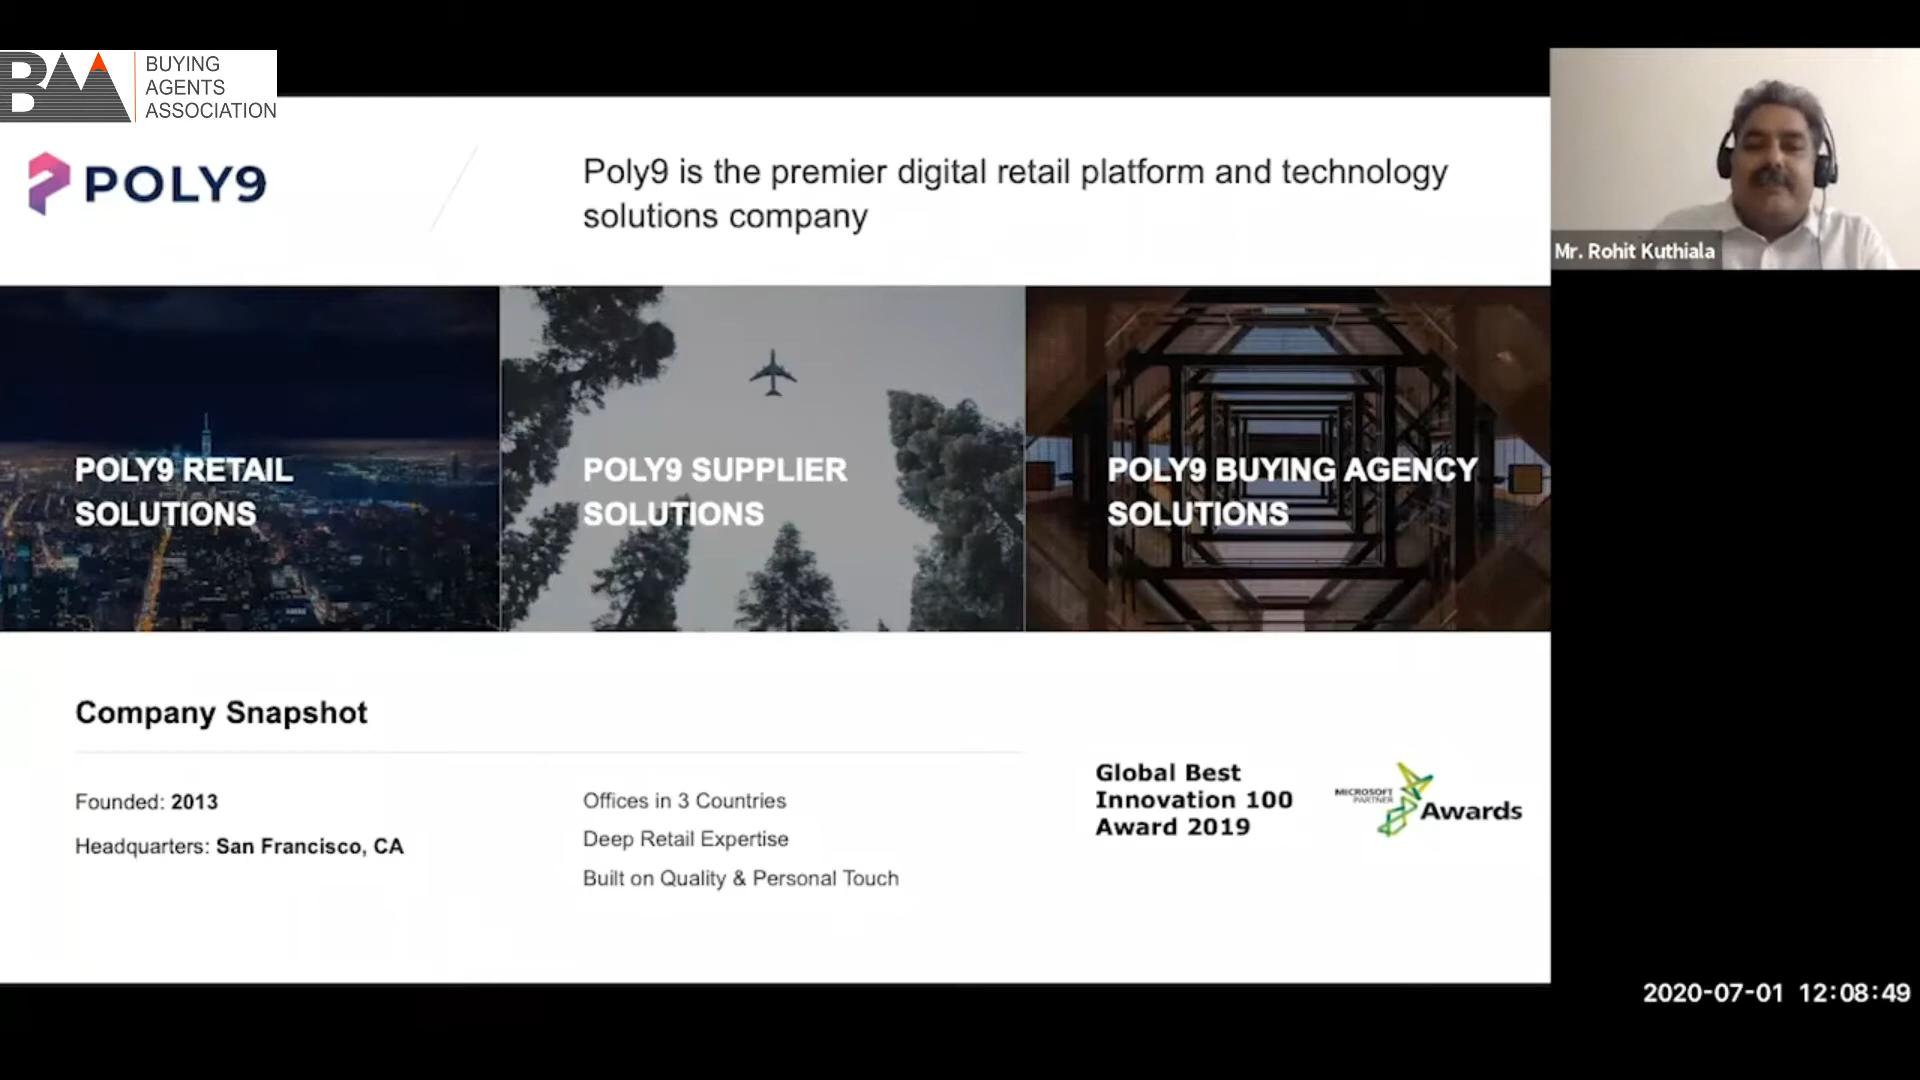 BAA
BUYING
AGENTS
ASSOCIATION
POLY9
Poly9 is the premier digital retail platform and technology
solutions company
Mr. Rohit Kuthiala
POLY9 RETAIL
SOLUTIONS
POLY9 SUPPLIER
SOLUTIONS
POLY9 BUYING AGENCY
SOLUTIONS
Company Snapshot
Founded: 2013
Headquarters: San Francisco, CA
Offices in 3 Countries
Deep Retail Expertise
Built on Quality & Personal Touch
Global Best
Innovation 100
Award 2019
MICROSOFT
PARTNER
Awards
2020-07-01 12:08:49